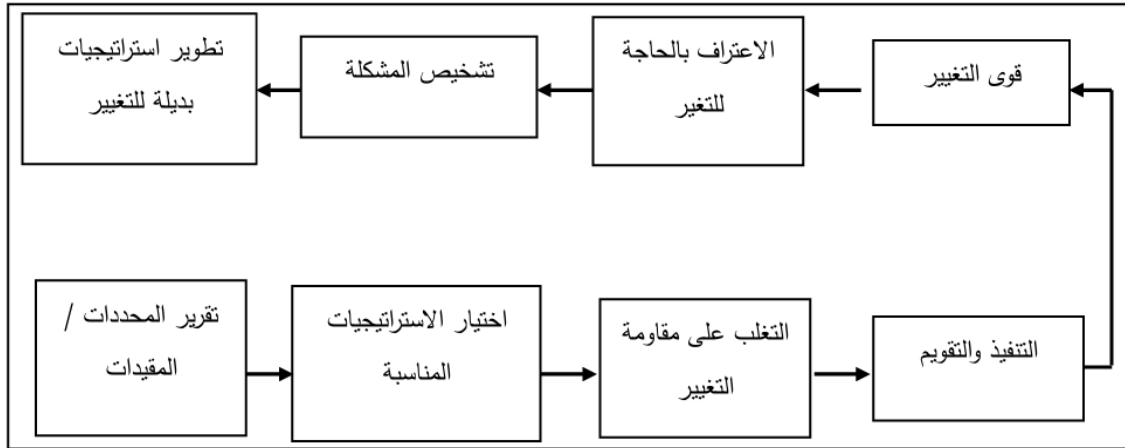 قوى التغيير
الاعتراف بالحاجة
للتغير
تشخيص المشكلة
تطوير استراتيجيات
بديلة للتغيير
تقرير المحددات /
المقيدات
اختيار الاستراتيجيات
المناسبة
التغلب على مقاومة
التغيير
التنفيذ والتقويم